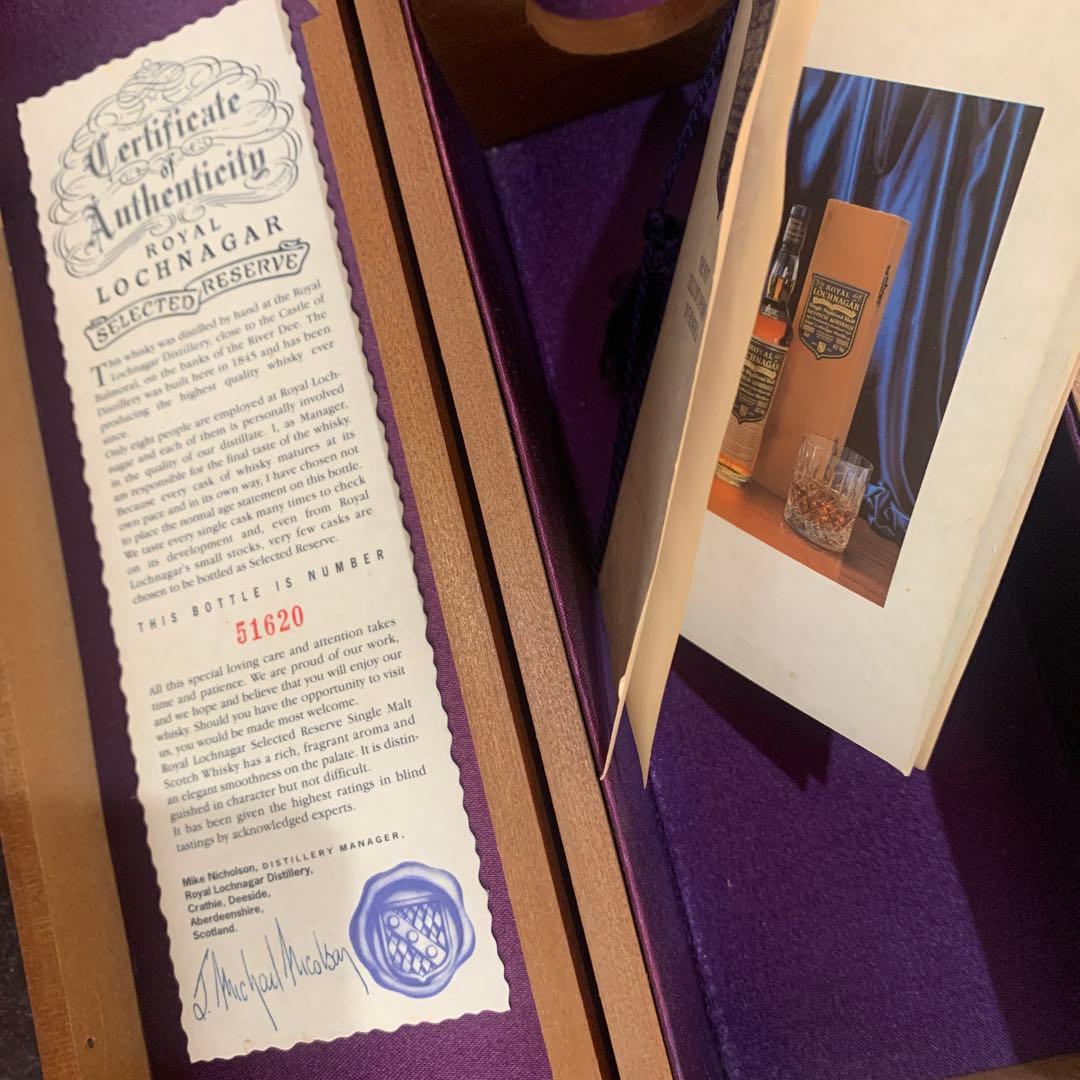 Certificate
of
Authenticity
ROYAL
LOCHNAGAR
SELECTED RESERVE
This whisky was distilled by hand at the Royal
Lochnagar Distillery, close to the Castle of
Balmoral, on the banks of the River Dee. The
Distillery was built here in 1845 and has been
producing the highest quality whisky ever
since.
Only eight people are employed at Royal Loch-
nagar and each of them is personally involved
in the quality of our distillate. I, as Manager,
am responsible for the final taste of the whisky.
Because every cask of whisky matures at its
own pace and in its own way, I have chosen not
to place the normal age statement on this bottle.
We taste every single cask many times to check
on its development and, even from Royal
Lochnagar's small stocks, very few casks are
chosen to be bottled as Selected Reserve.
THIS BOTTLE IS NUMBER
51620
All this special loving care and attention takes
time and patience. We are proud of our work,
and we hope and believe that you will enjoy our
whisky. Should you have the opportunity to visit
us, you would be made most welcome.
Royal Lochnagar Selected Reserve Single Malt
Scotch Whisky has a rich, fragrant aroma and
an elegant smoothness on the palate. It is distin-
guished in character but not difficult.
It has been given the highest ratings in blind
tastings by acknowledged experts.
Mike Nicholson, DISTILLERY MANAGER,
Royal Lochnagar Distillery,
Crathie, Deeside,
Aberdeenshire,
Scotland.
ROYAL
LOCHNAGAR
Single Highland Malt
SCOTCH WHISKY
ROYAL